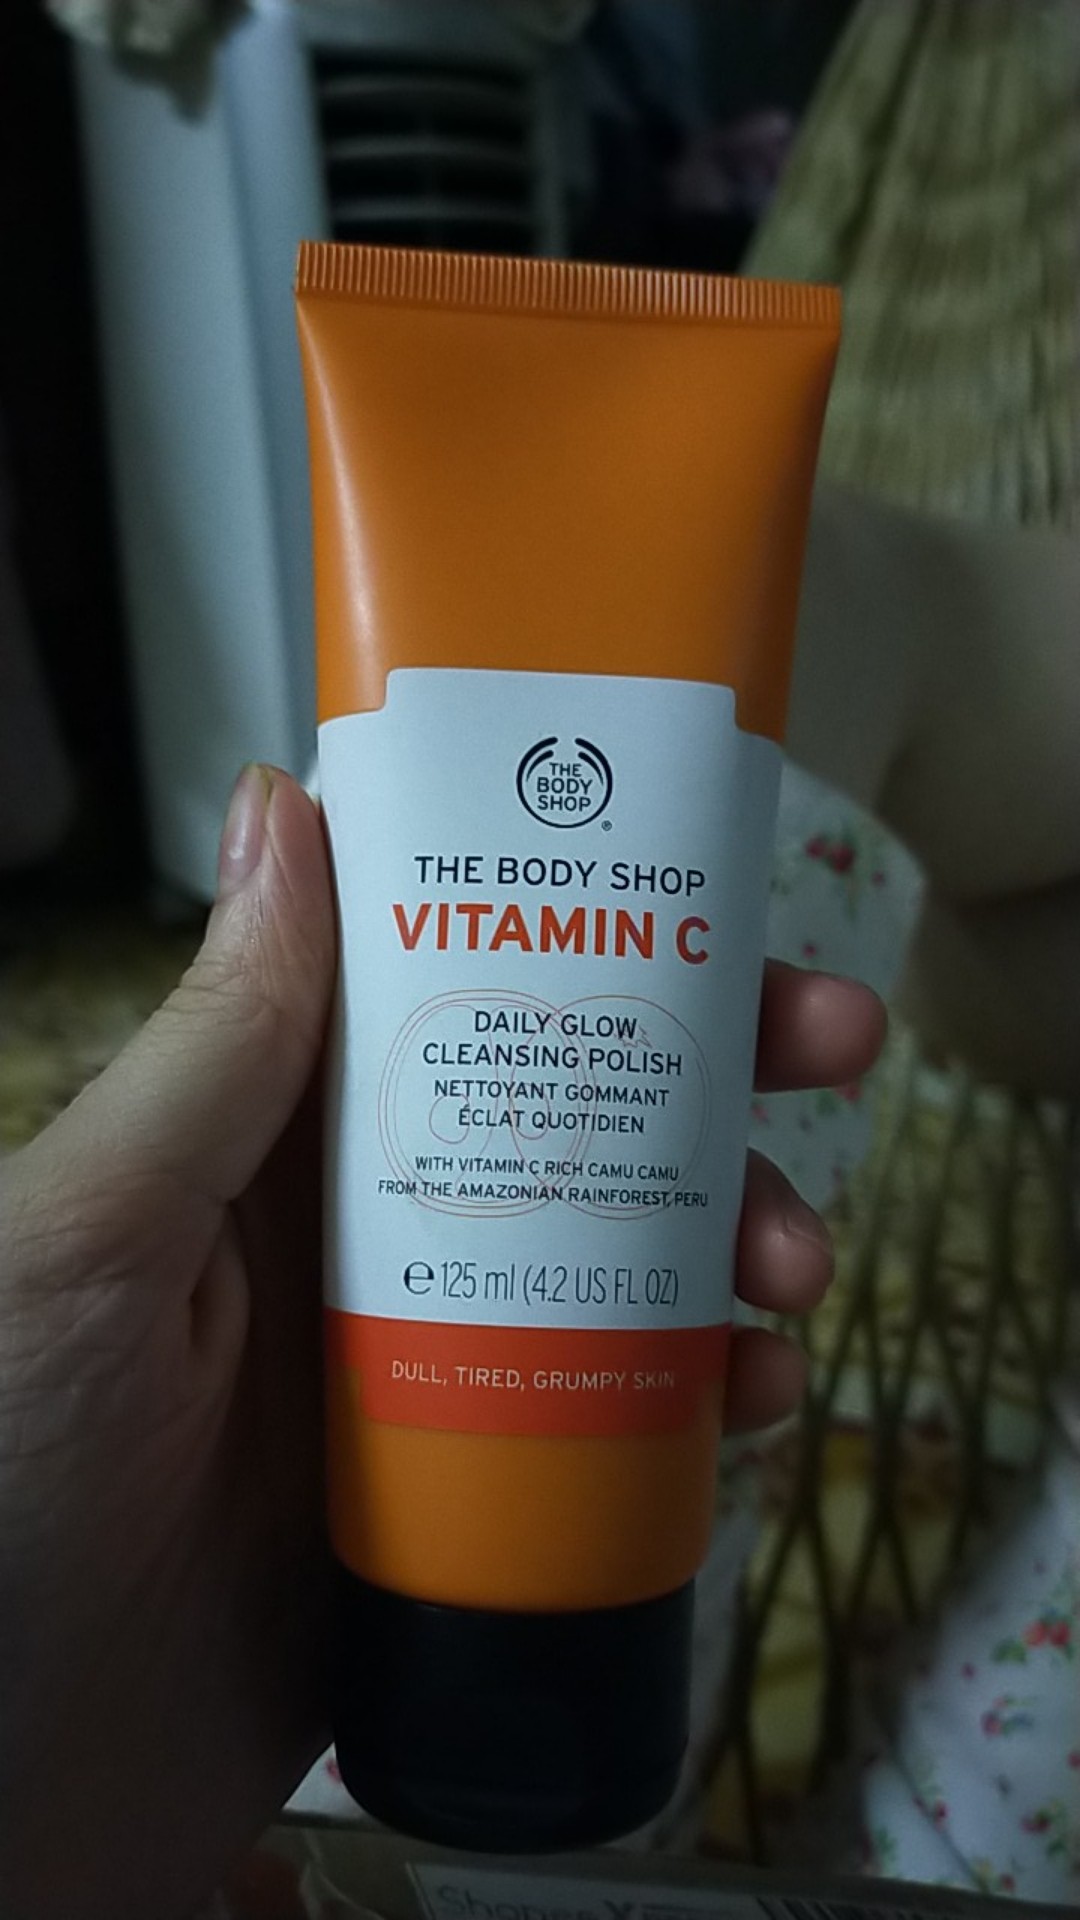 THE
BODY
SHOP
®
THE BODY SHOP
VITAMIN C
DAILY GLOW
CLEANSING POLISH
NETTOYANT GOMMANT
ÉCLAT QUOTIDIEN
WITH VITAMIN C RICH CAMU CAMU
FROM THE AMAZONIAN RAINFOREST, PERU
e 125 ml (4.2 US FL OZ)
DULL, TIRED, GRUMPY SKIN